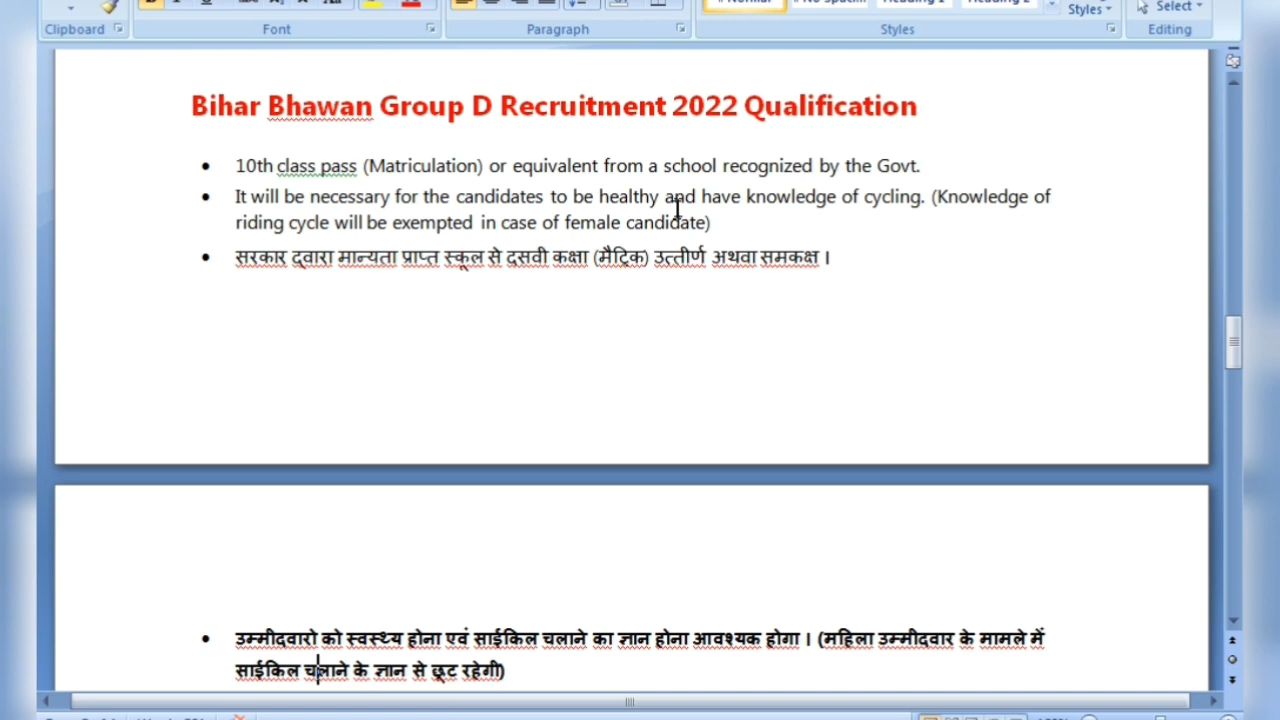 Clipboard
Font
Paragraph
Styles
Styles
Select
Editing
Bihar Bhawan Group D Recruitment 2022 Qualification
• 10th class pass (Matriculation) or equivalent from a school recognized by the Govt.
• It will be necessary for the candidates to be healthy and have knowledge of cycling. (Knowledge of
riding cycle will be exempted in case of female candidate)
• सरकार द्वारा मान्यता प्राप्त स्कूल से दसवी कक्षा (मैट्रिक) उत्तीर्ण अथवा समकक्ष ।
• उम्मीदवारो को स्वस्थ्य होना एवं साईकिल चलाने का ज्ञान होना आवश्यक होगा । (महिला उम्मीदवार के मामले में
साईकिल चलाने के ज्ञान से छूट रहेगी)